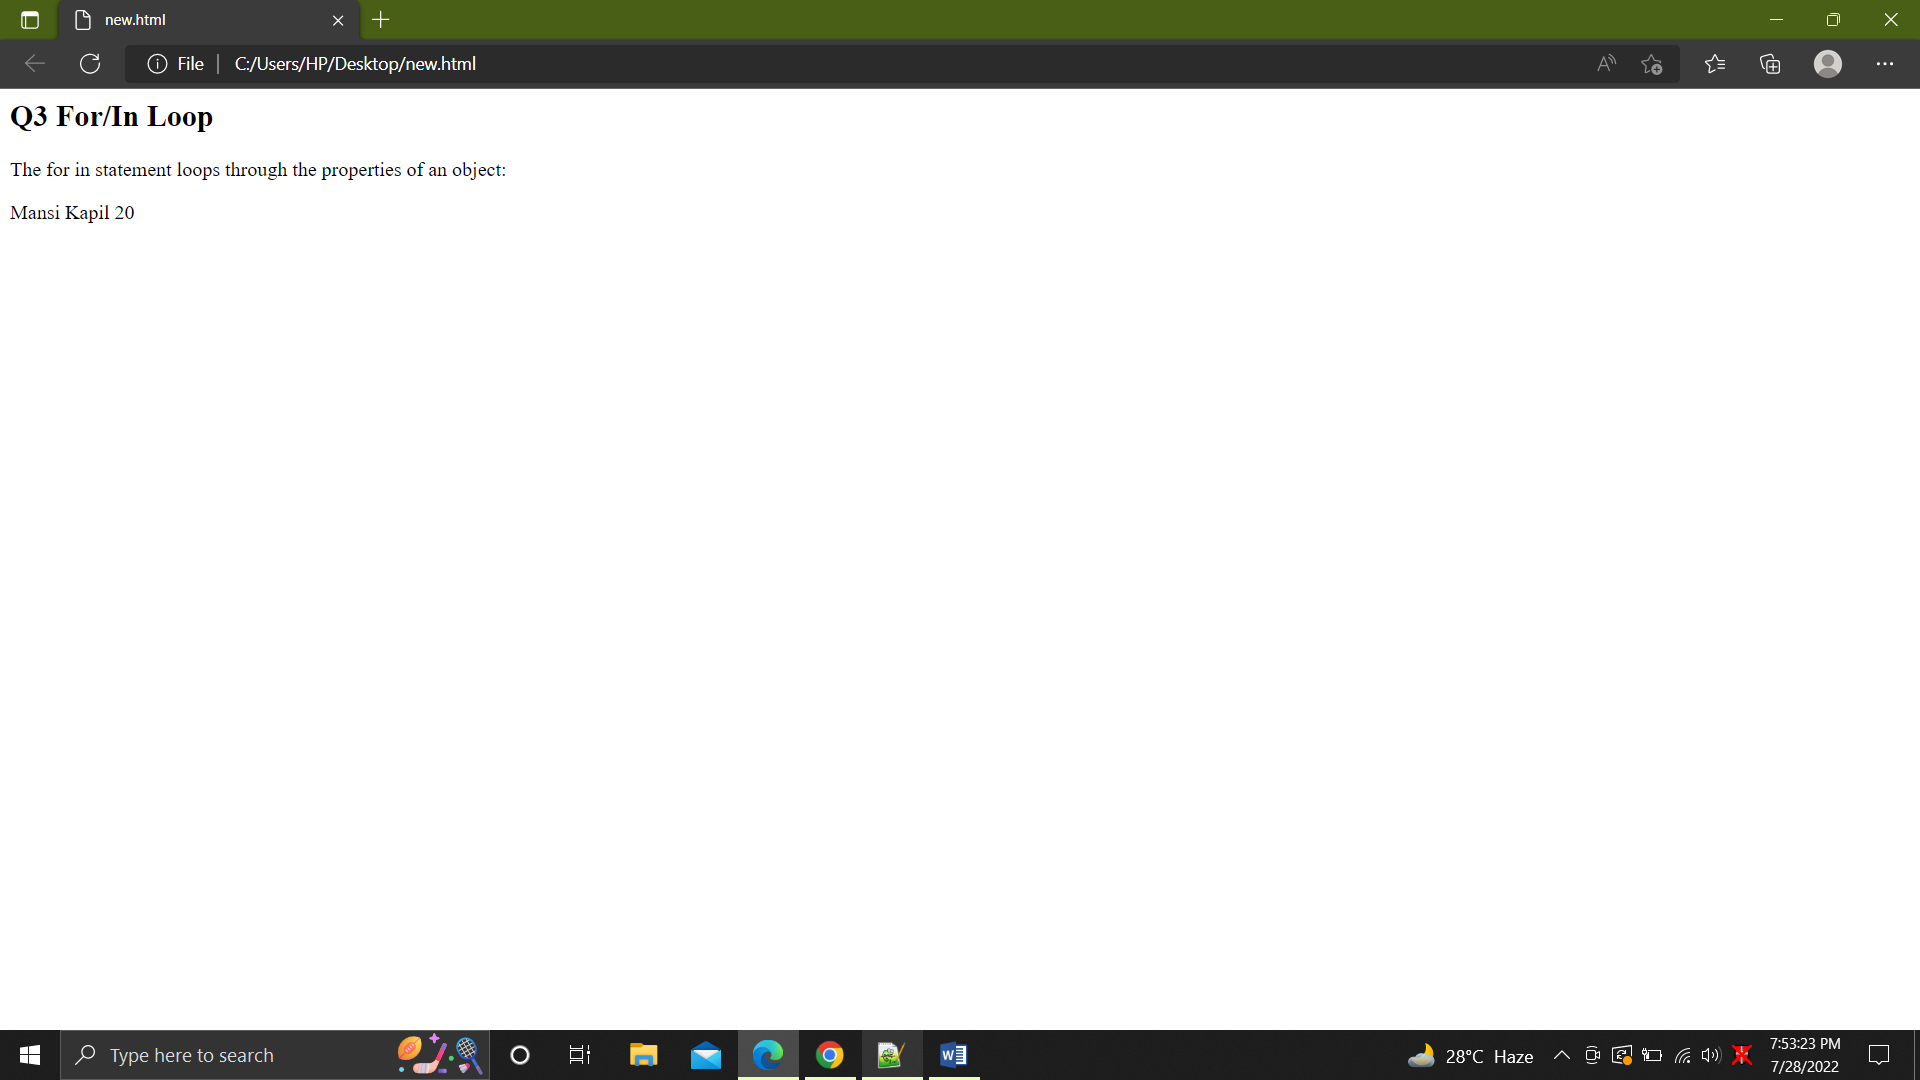 new.html
File
C:/Users/HP/Desktop/new.html
Q3 For/In Loop
The for in statement loops through the properties of an object:
Mansi Kapil 20
Type here to search
28°C Haze
7:53:23 PM
7/28/2022